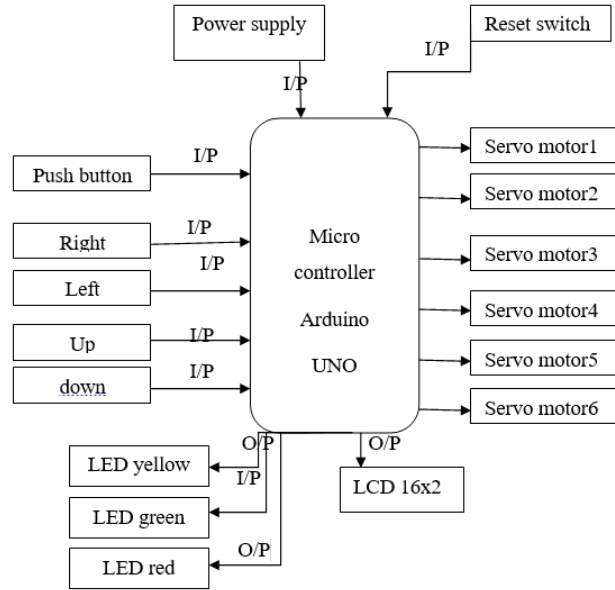 Power supply
Reset switch
I/P
I/P
Push button
I/P
Right
I/P
Left
I/P
Up
I/P
down
I/P
Micro
controller
Arduino
UNO
Servo motor1
Servo motor2
Servo motor3
Servo motor4
Servo motor5
Servo motor6
O/P
O/P
LED yellow
I/P
LED green
O/P
LED red
LCD 16x2